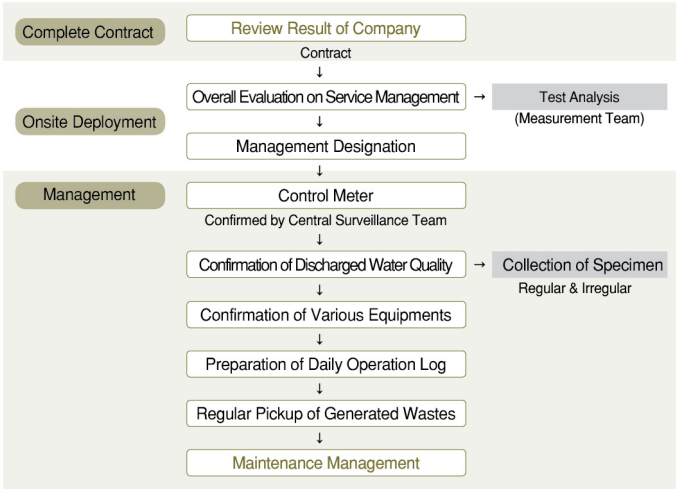 Complete Contract
Review Result of Company
Contract
↓
Overall Evaluation on Service Management → Test Analysis
(Measurement Team)
Onsite Deployment
↓
Management Designation
↓
Management
Control Meter
Confirmed by Central Surveillance Team
↓
Confirmation of Discharged Water Quality → Collection of Specimen
Regular & Irregular
↓
Confirmation of Various Equipments
↓
Preparation of Daily Operation Log
↓
Regular Pickup of Generated Wastes
↓
Maintenance Management